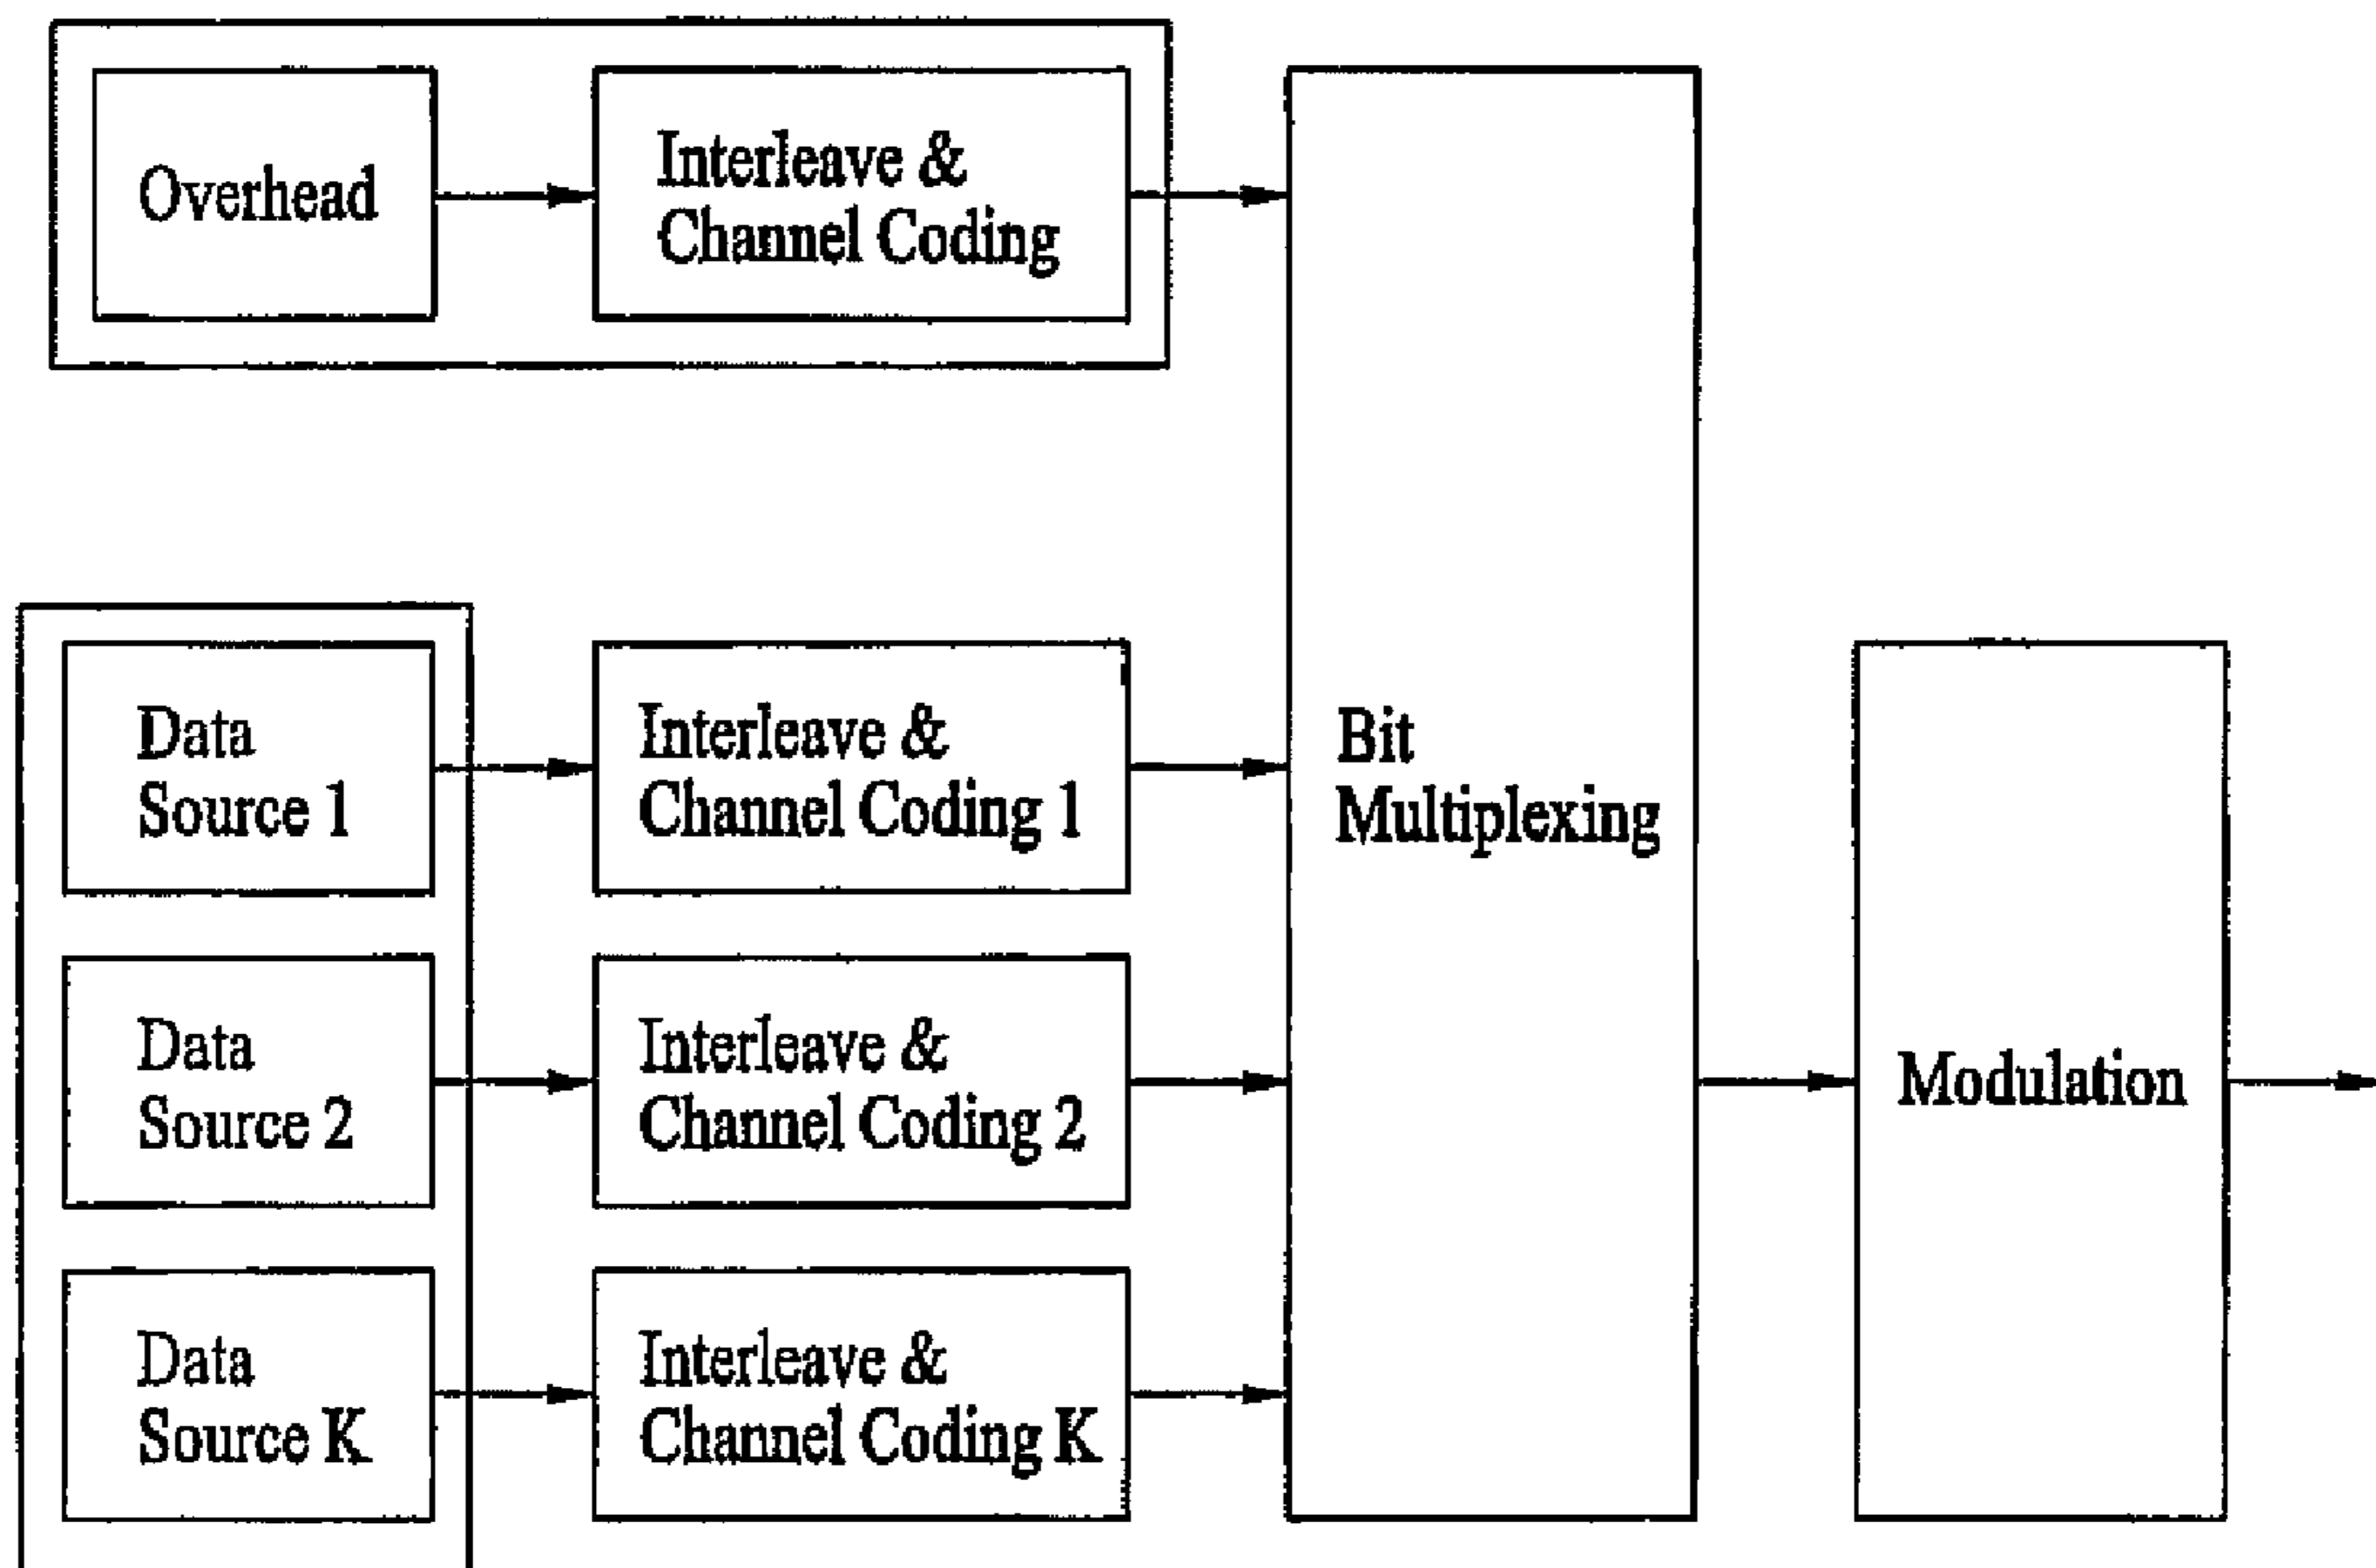 Overhead
Interleave &
Channel Coding
Data
Source 1
Interleave &
Channel Coding 1
Bit
Multiplexing
Data
Source 2
Interleave &
Channel Coding 2
Modulation
Data
Source K
Interleave &
Channel Coding K